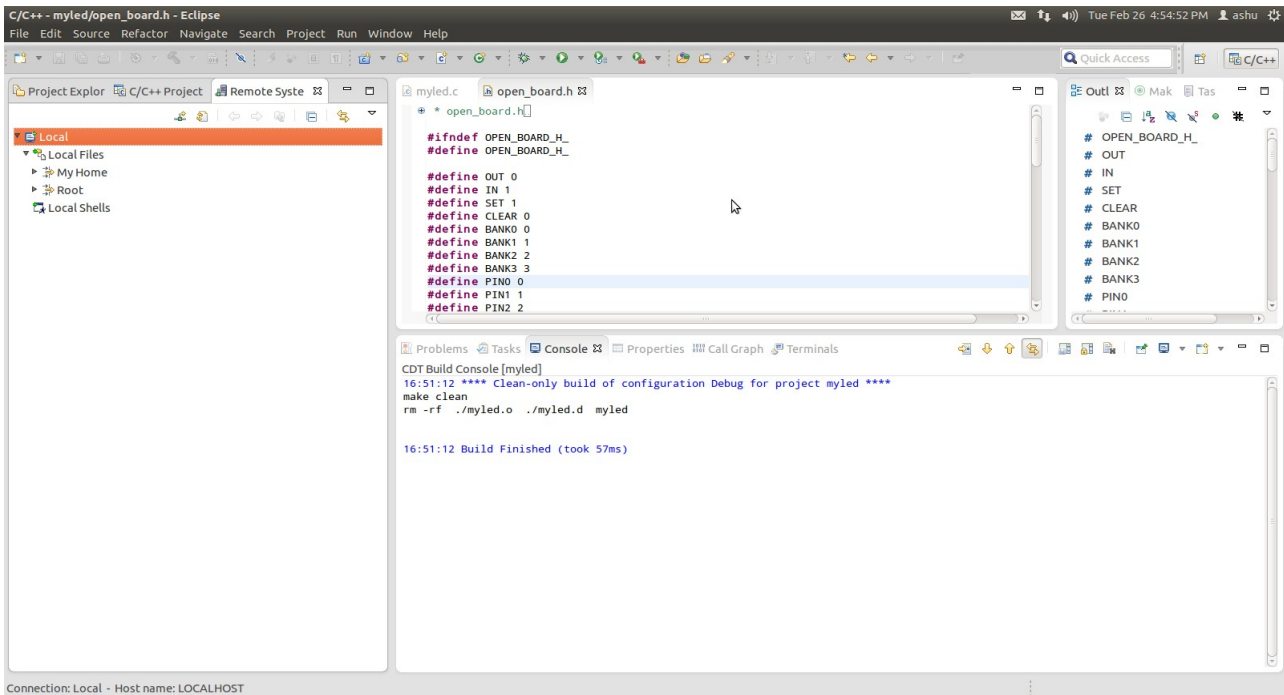 C/C++ - myled/open_board.h - Eclipse
Tue Feb 26 4:54:52 PM ashu
File Edit Source Refactor Navigate Search Project Run Window Help
Quick Access
C/C++
Project Explor C/C++ Project Remote Syste
Local
Local Files
My Home
Root
Local Shells
myled.c open_board.h
* open_board.h
#ifndef OPEN_BOARD_H_
#define OPEN_BOARD_H_
#define OUT 0
#define IN 1
#define SET 1
#define CLEAR 0
#define BANK0 0
#define BANK1 1
#define BANK2 2
#define BANK3 3
#define PIN0 0
#define PIN1 1
#define PIN2 2
Outl Mak Tas
# OPEN_BOARD_H_
# OUT
# IN
# SET
# CLEAR
# BANK0
# BANK1
# BANK2
# BANK3
# PIN0
Problems Tasks Console Properties Call Graph Terminals
CDT Build Console [myled]
16:51:12 **** Clean-only build of configuration Debug for project myled ****
make clean
rm -rf ./myled.o ./myled.d myled
16:51:12 Build Finished (took 57ms)
Connection: Local - Host name: LOCALHOST